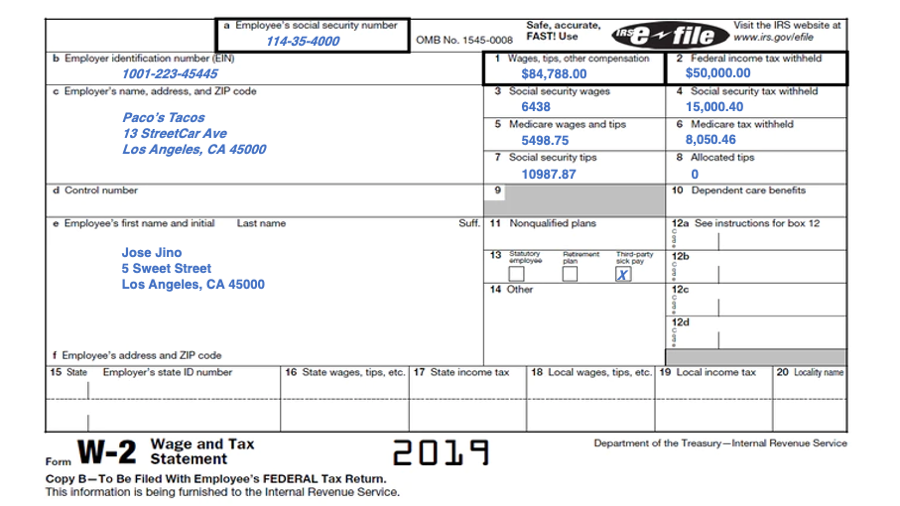 a Employee's social security number
114-35-4000
OMB No. 1545-0008
Safe, accurate,
FAST! Use
IRS e file
Visit the IRS website at
www.irs.gov/efile
b Employer identification number (EIN)
1001-223-45445
1 Wages, tips, other compensation
$84,788.00
2 Federal income tax withheld
$50,000.00
c Employer's name, address, and ZIP code
Paco's Tacos
13 StreetCar Ave
Los Angeles, CA 45000
3 Social security wages
6438
4 Social security tax withheld
15,000.40
5 Medicare wages and tips
5498.75
6 Medicare tax withheld
8,050.46
7 Social security tips
10987.87
8 Allocated tips
0
d Control number
9
10 Dependent care benefits
e Employee's first name and initial Last name Suff.
Jose Jino
5 Sweet Street
Los Angeles, CA 45000
11 Nonqualified plans
12a See instructions for box 12
Code
13 Statutory employee Retirement plan Third-party sick pay
X
12b
Code
14 Other
12c
Code
12d
Code
f Employee's address and ZIP code
15 State Employer's state ID number
16 State wages, tips, etc.
17 State income tax
18 Local wages, tips, etc.
19 Local income tax
20 Locality name
Form W-2 Wage and Tax
Statement
2019
Department of the Treasury—Internal Revenue Service
Copy B—To Be Filed With Employee's FEDERAL Tax Return.
This information is being furnished to the Internal Revenue Service.